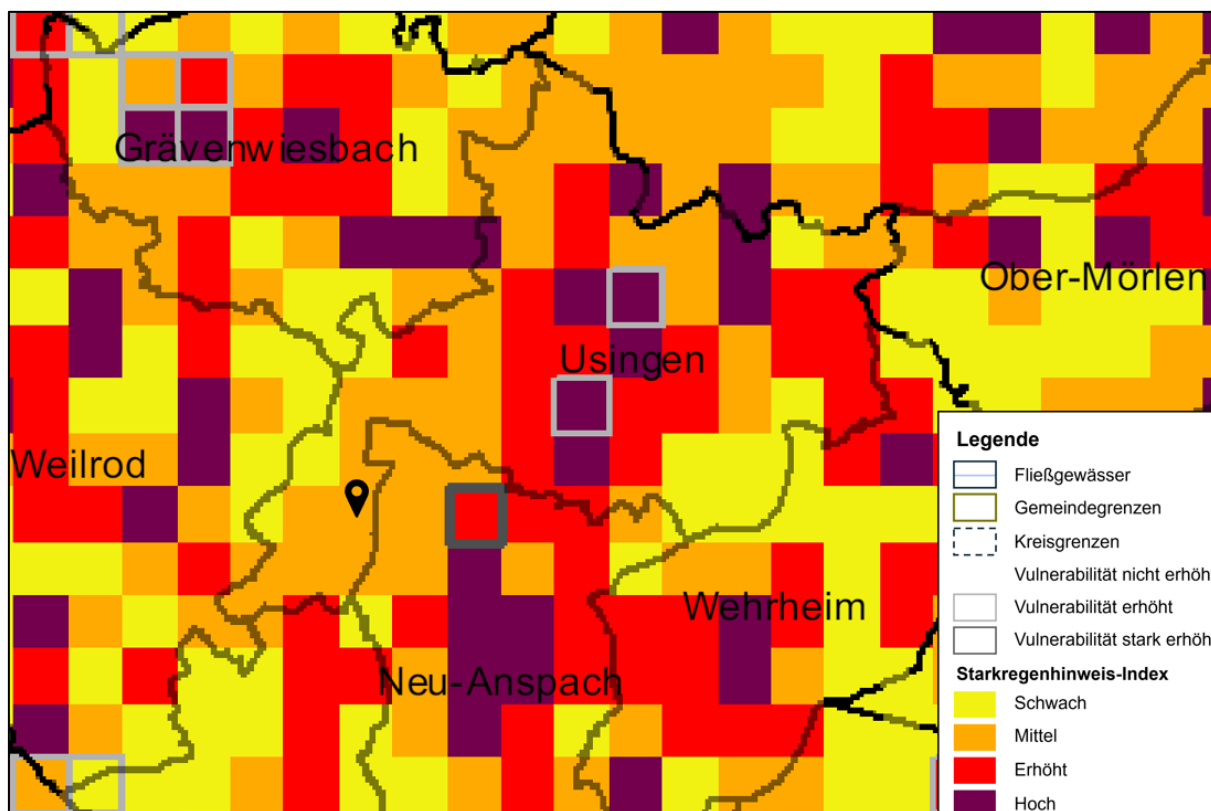 Grävenwiesbach
Ober-Mörlen
Usingen
Weilrod
Wehrheim
Neu-Anspach
Legende
Fließgewässer
Gemeindegrenzen
Kreisgrenzen
Vulnerabilität nicht erhöh
Vulnerabilität erhöht
Vulnerabilität stark erhöh
Starkregenhinweis-Index
Schwach
Mittel
Erhöht
Hoch